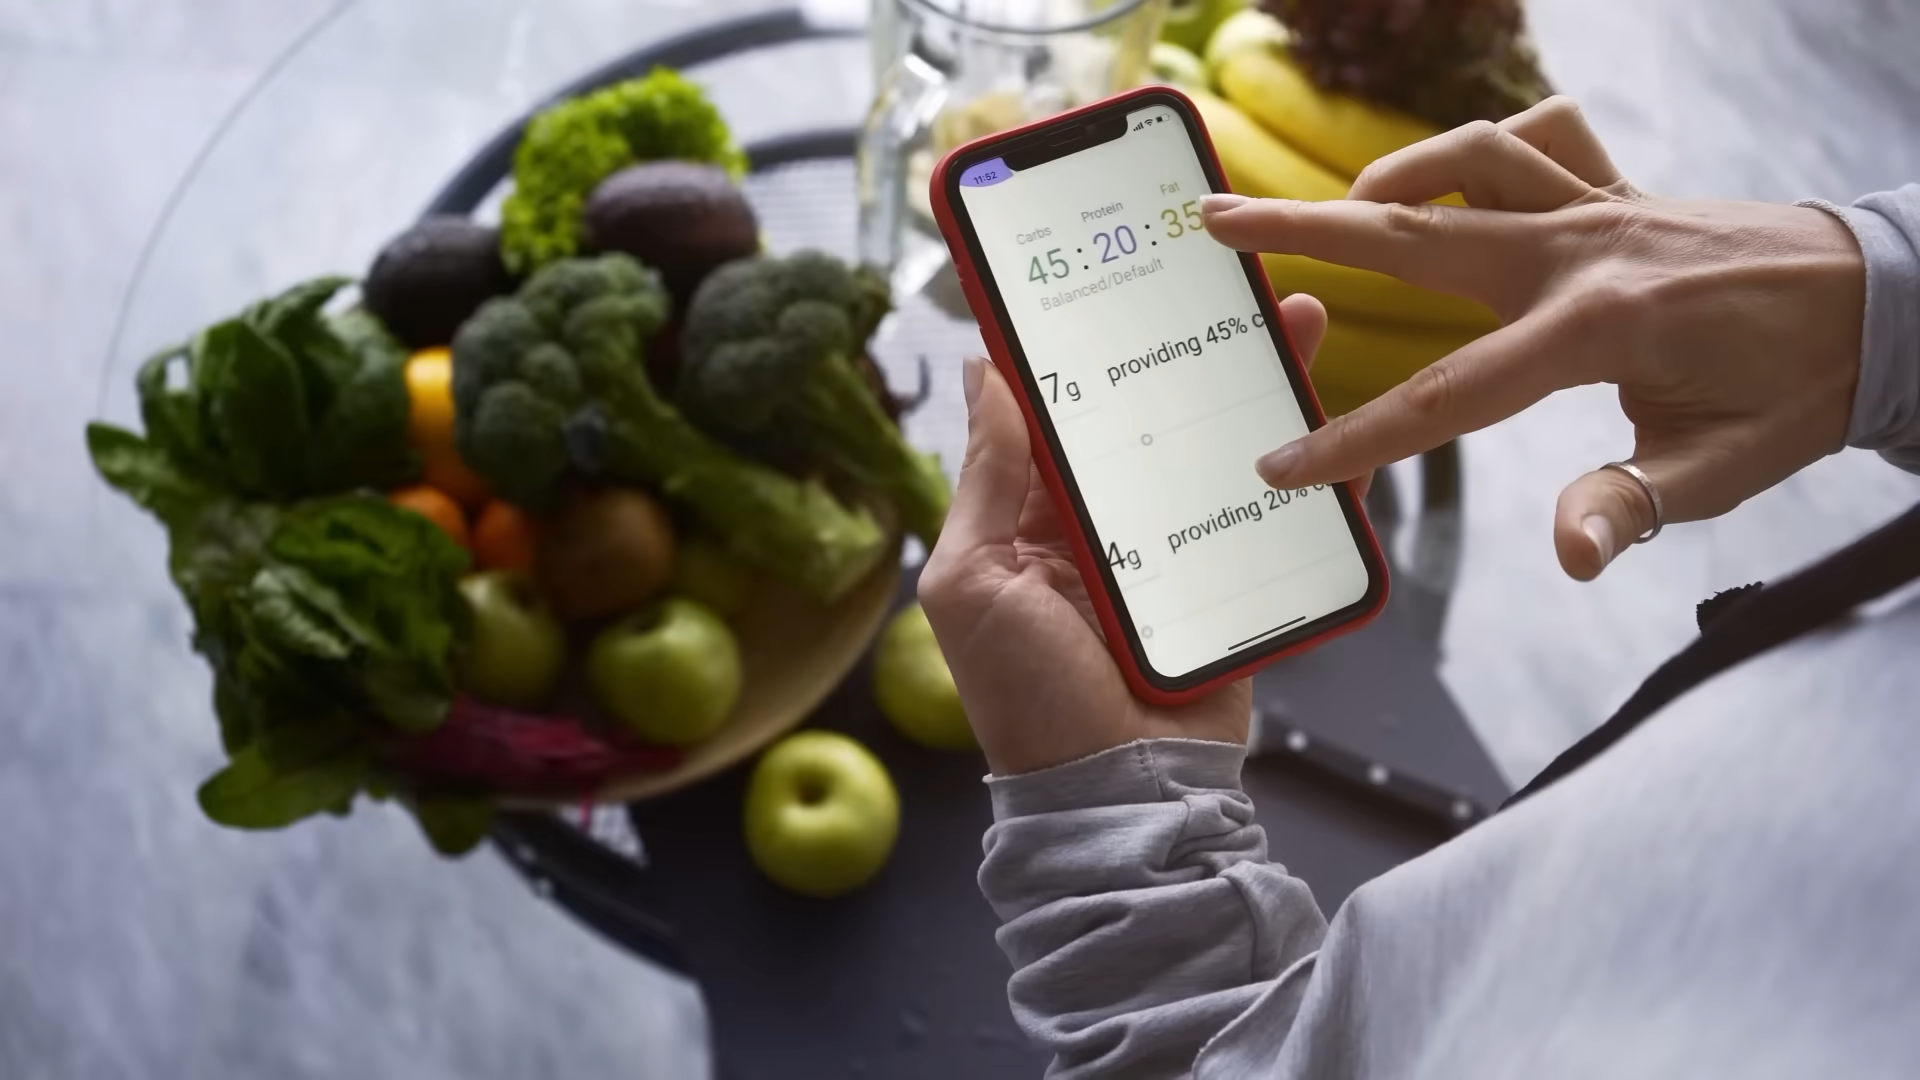 11:52
Carbs Protein Fat
45 : 20 : 35
Balanced/Default
7g providing 45% c
4g providing 20%